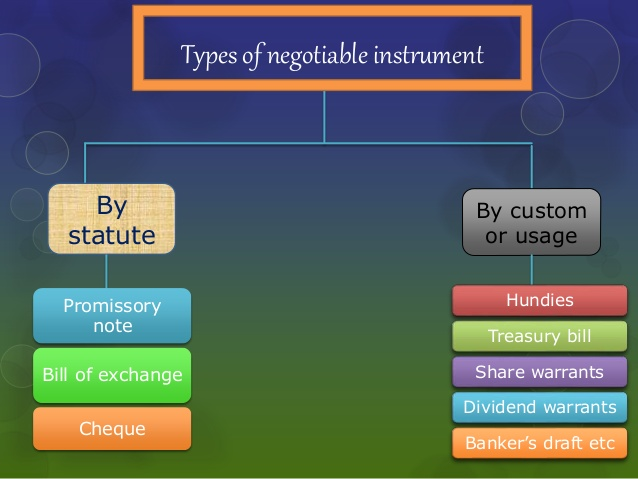 Types of negotiable instrument
By
statute
Promissory
note
Bill of exchange
Cheque
By custom
or usage
Hundies
Treasury bill
Share warrants
Dividend warrants
Banker’s draft etc